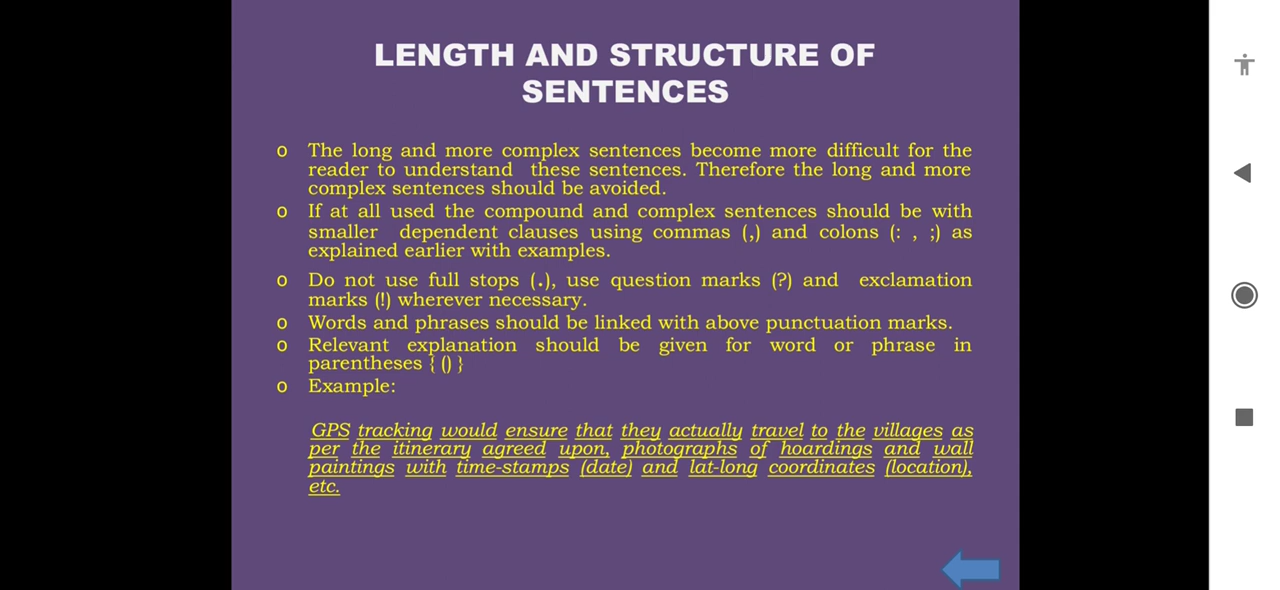 LENGTH AND STRUCTURE OF
SENTENCES
o The long and more complex sentences become more difficult for the
reader to understand these sentences. Therefore the long and more
complex sentences should be avoided.
o If at all used the compound and complex sentences should be with
smaller dependent clauses using commas (,) and colons (: , ;) as
explained earlier with examples.
o Do not use full stops (.), use question marks (?) and exclamation
marks (!) wherever necessary.
o Words and phrases should be linked with above punctuation marks.
o Relevant explanation should be given for word or phrase in
parentheses { () }
o Example:
GPS tracking would ensure that they actually travel to the villages as
per the itinerary agreed upon, photographs of hoardings and wall
paintings with time-stamps (date) and lat-long coordinates (location),
etc.